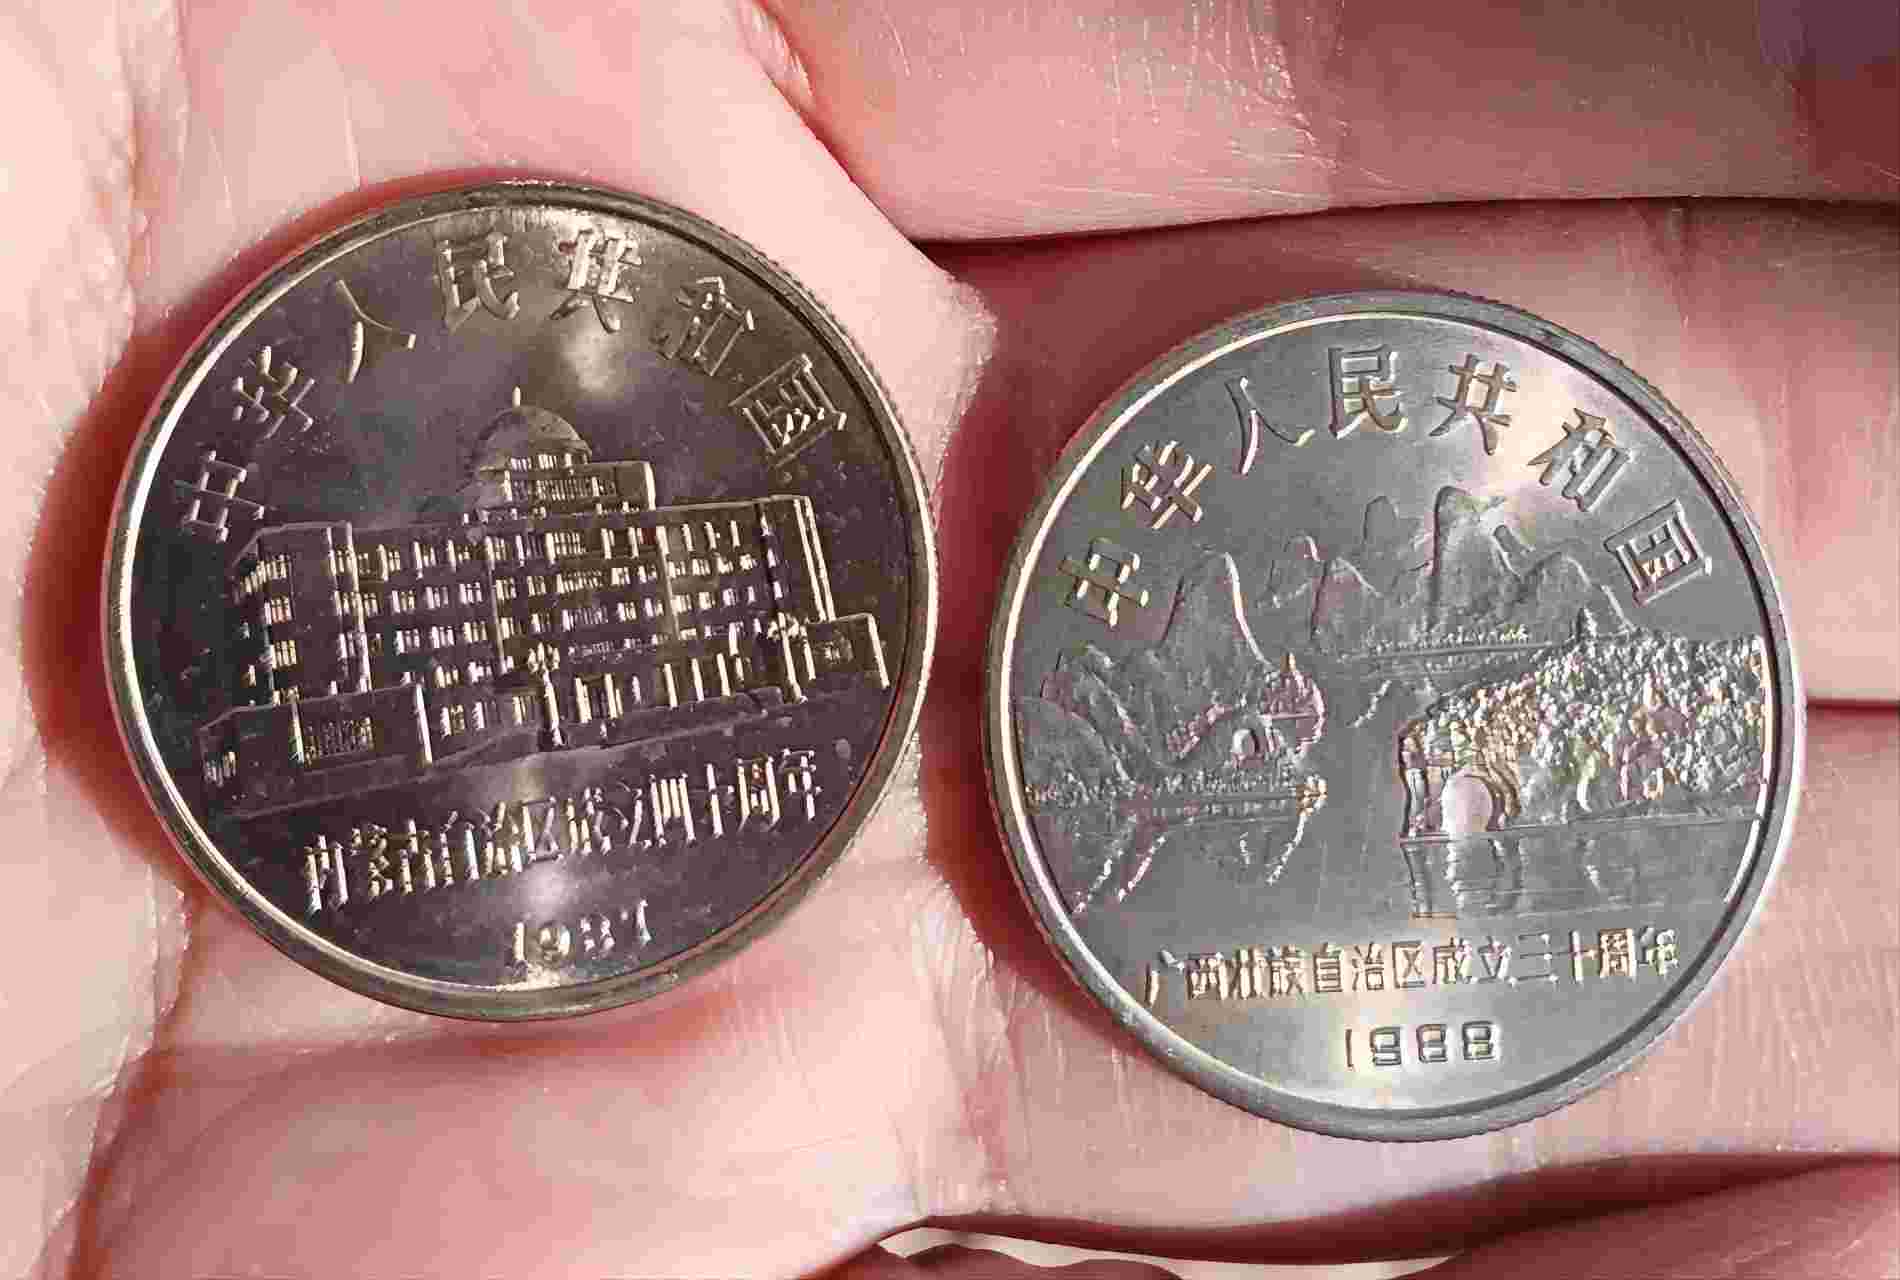 中华人民共和国
内蒙古自治区成立四十周年
1987
中华人民共和国
广西壮族自治区成立三十周年
1988